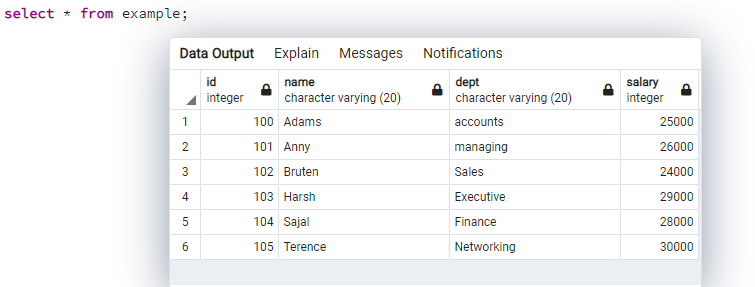 select * from example;
Data Output Explain Messages Notifications
id name dept salary
integer character varying (20) character varying (20) integer
1 100 Adams accounts 25000
2 101 Anny managing 26000
3 102 Bruten Sales 24000
4 103 Harsh Executive 29000
5 104 Sajal Finance 28000
6 105 Terence Networking 30000